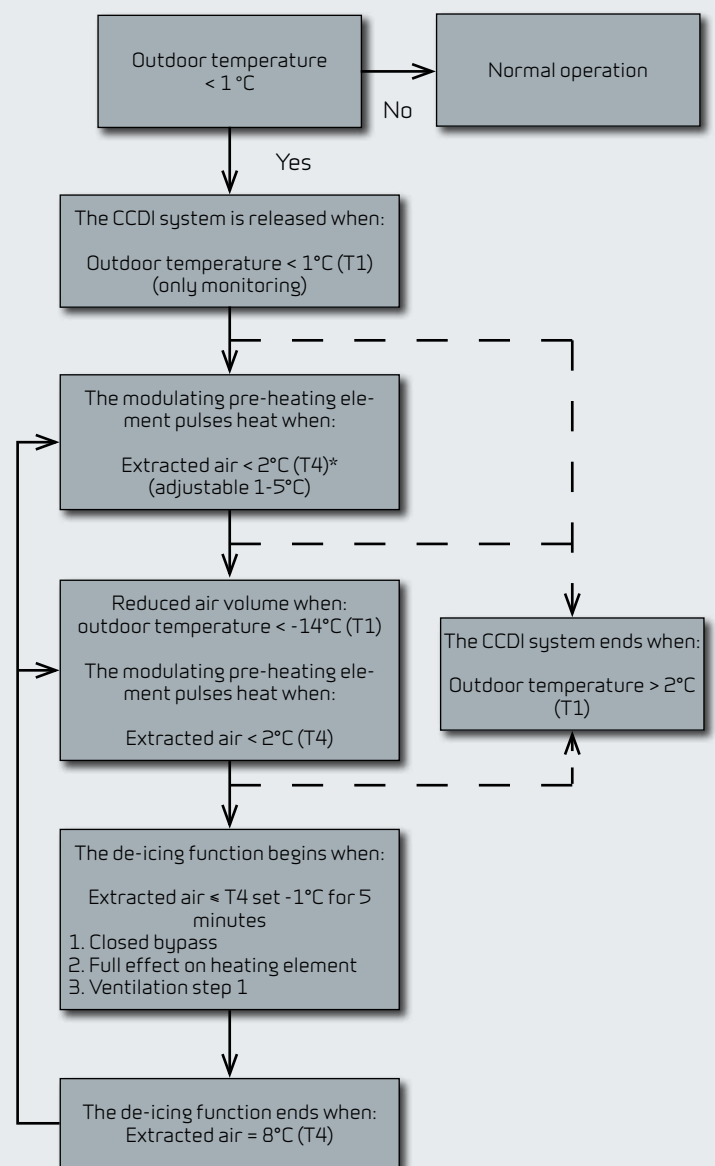 Outdoor temperature
< 1 °C
Normal operation
No
Yes
The CCDI system is released when:
Outdoor temperature < 1°C (T1)
(only monitoring)
The modulating pre-heating ele-
ment pulses heat when:
Extracted air < 2°C (T4)*
(adjustable 1-5°C)
Reduced air volume when:
outdoor temperature < -14°C (T1)
The modulating pre-heating ele-
ment pulses heat when:
Extracted air < 2°C (T4)
The CCDI system ends when:
Outdoor temperature > 2°C
(T1)
The de-icing function begins when:
Extracted air ≤ T4 set -1°C for 5
minutes
1. Closed bypass
2. Full effect on heating element
3. Ventilation step 1
The de-icing function ends when:
Extracted air = 8°C (T4)